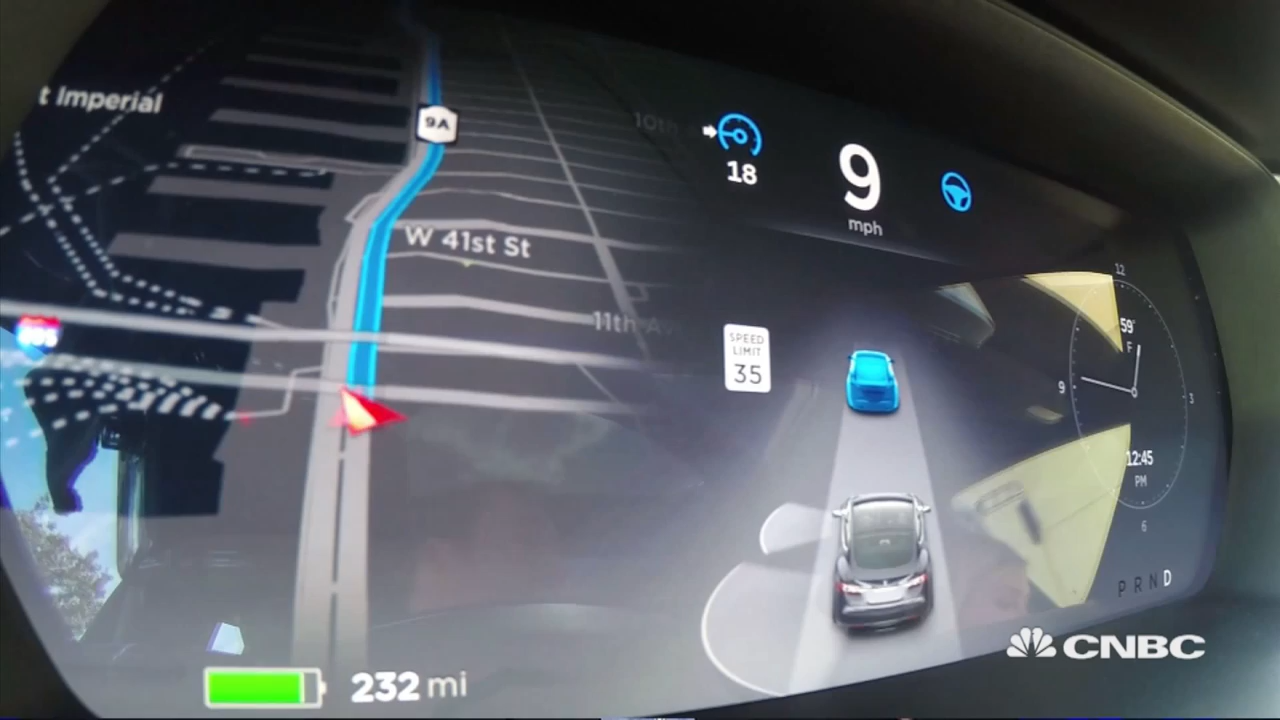 t Imperial
9A
W 41st St
11th Av
10th
18
9
mph
SPEED
LIMIT
35
12
59°
F
9
3
12:45
PM
6
P R N D
232 mi
CNBC